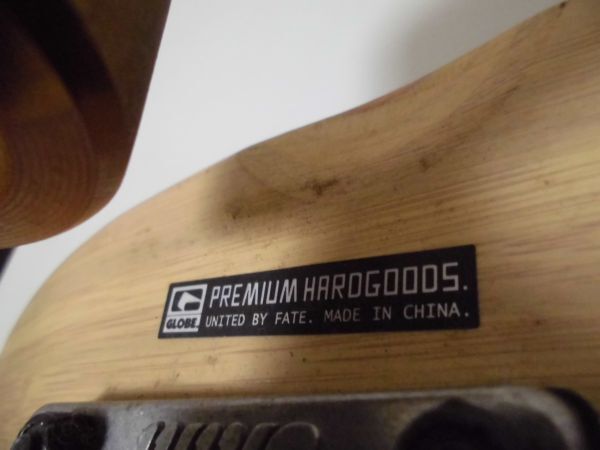 PREMIUM HARDGOODS.
GLOBE. UNITED BY FATE. MADE IN CHINA.